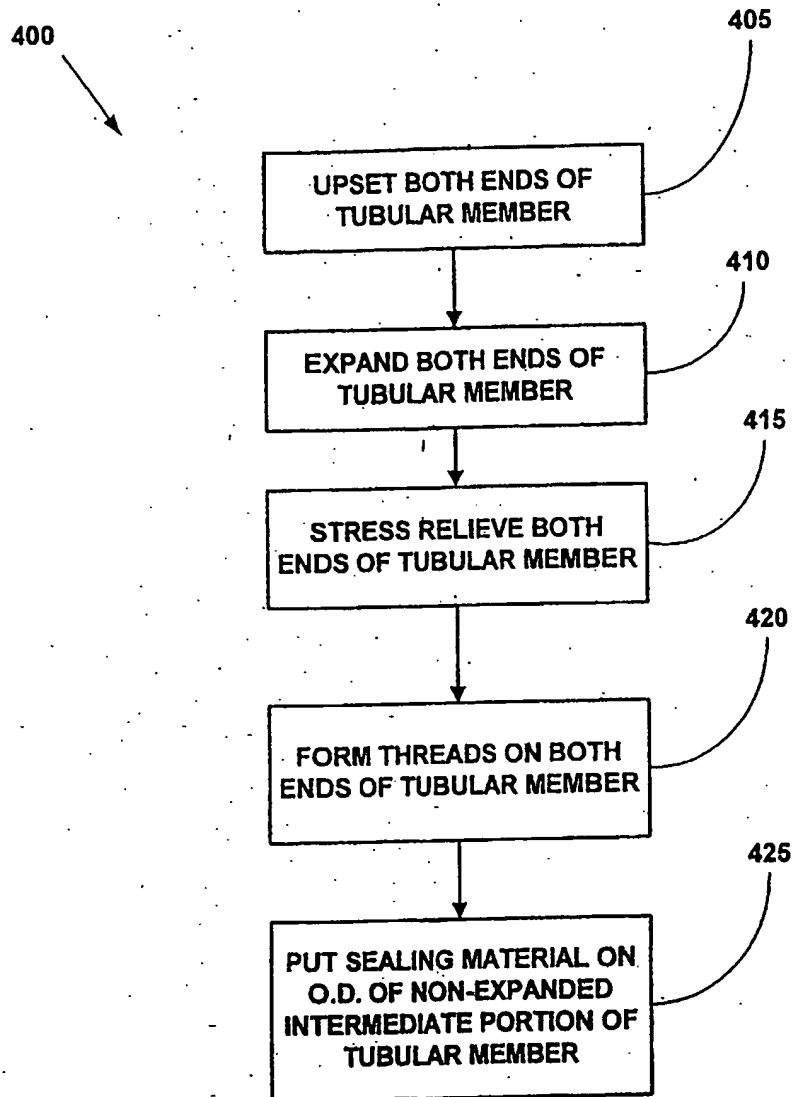 400
405
UPSET BOTH ENDS OF
TUBULAR MEMBER
410
EXPAND BOTH ENDS OF
TUBULAR MEMBER
415
STRESS RELIEVE BOTH
ENDS OF TUBULAR MEMBER
420
FORM THREADS ON BOTH
ENDS OF TUBULAR MEMBER
425
PUT SEALING MATERIAL ON
O.D. OF NON-EXPANDED
INTERMEDIATE PORTION OF
TUBULAR MEMBER